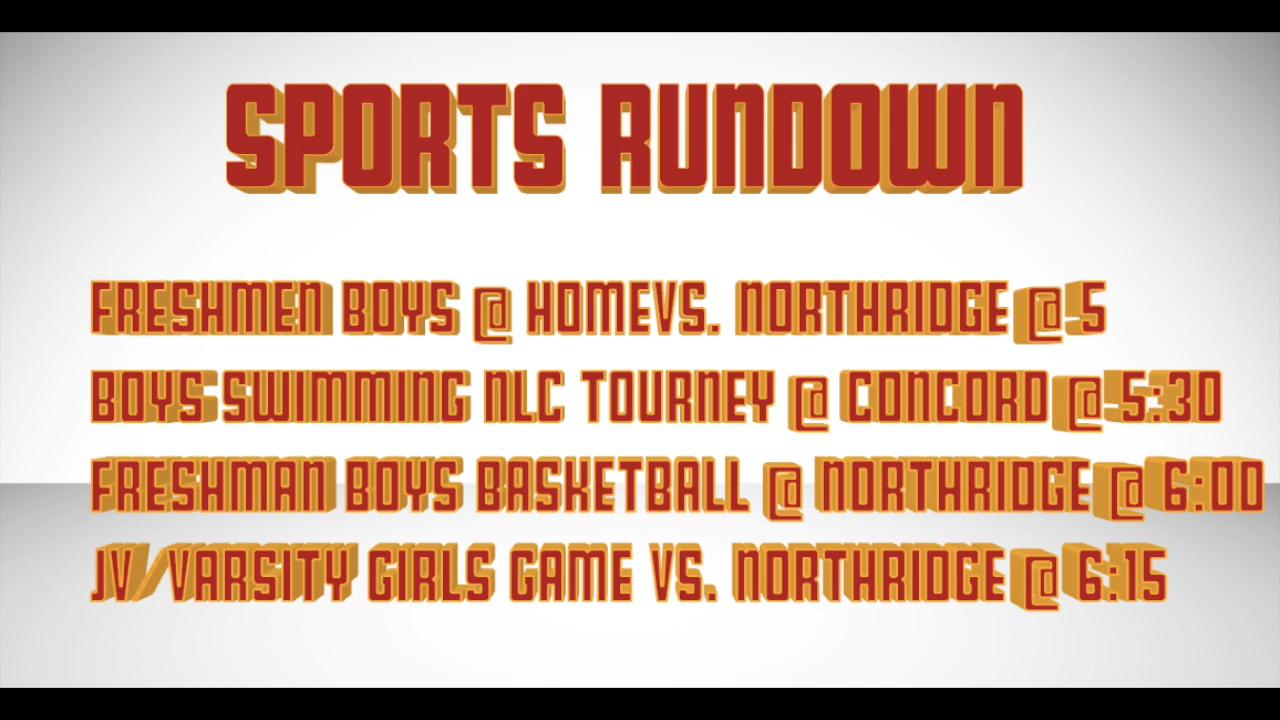 SPORTS RUNDOWN
FRESHMEN BOYS @ HOMEVS. NORTHRIDGE @ 5
BOYS SWIMMING NLC TOURNEY @ CONCORD @ 5:30
FRESHMAN BOYS BASKETBALL @ NORTHRIDGE @ 6:00
JV/VARSITY GIRLS GAME VS. NORTHRIDGE @ 6:15